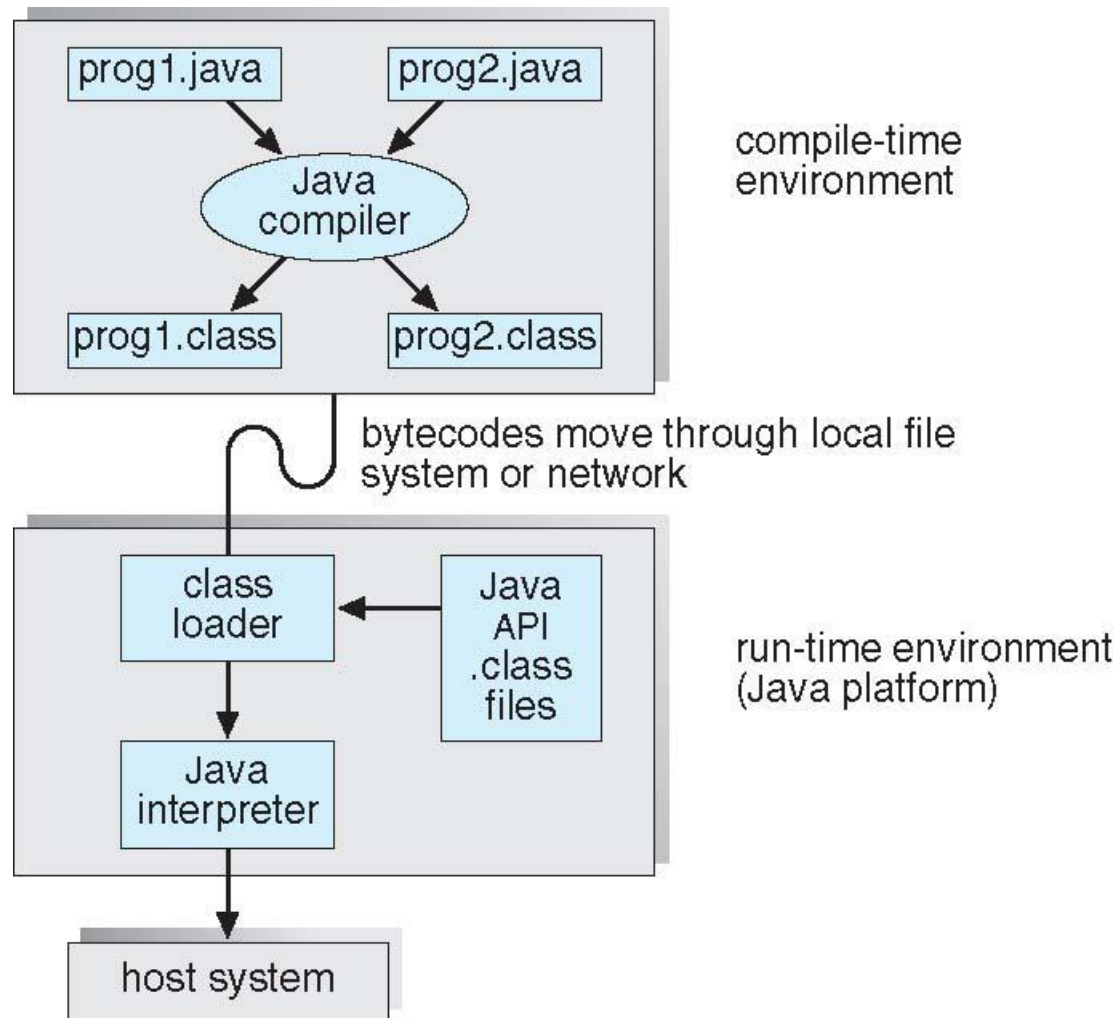 prog1.java
prog2.java
compile-time
environment
Java
compiler
prog1.class
prog2.class
bytecodes move through local file
system or network
class
loader
Java
API
.class
files
run-time environment
(Java platform)
Java
interpreter
host system